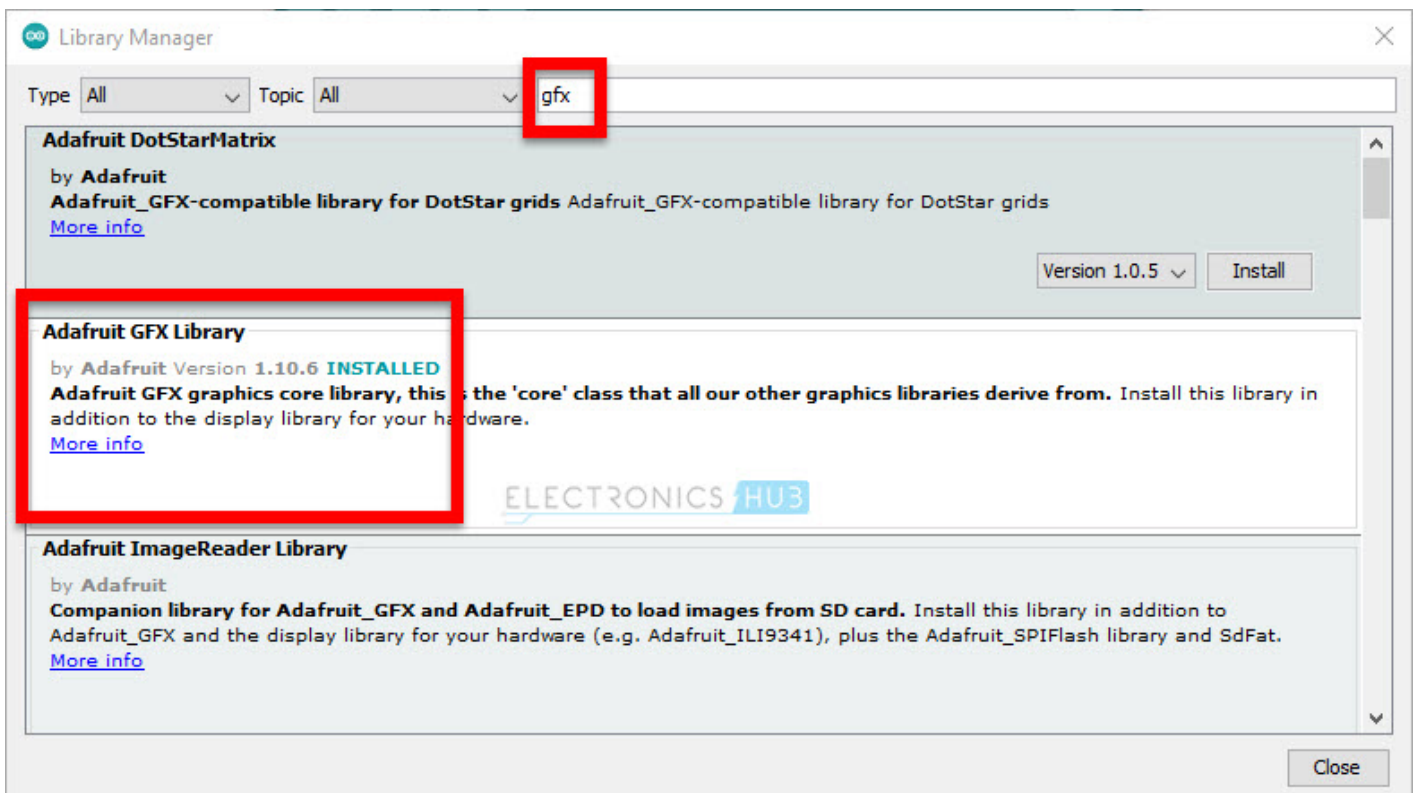 Library Manager
Type All Topic All gfx
Adafruit DotStarMatrix
by Adafruit
Adafruit_GFX-compatible library for DotStar grids Adafruit_GFX-compatible library for DotStar grids
More info
Version 1.0.5 Install
Adafruit GFX Library
by Adafruit Version 1.10.6 INSTALLED
Adafruit GFX graphics core library, this is the 'core' class that all our other graphics libraries derive from. Install this library in
addition to the display library for your hardware.
More info
ELECTRONICS HUB
Adafruit ImageReader Library
by Adafruit
Companion library for Adafruit_GFX and Adafruit_EPD to load images from SD card. Install this library in addition to
Adafruit_GFX and the display library for your hardware (e.g. Adafruit_ILI9341), plus the Adafruit_SPIFlash library and SdFat.
More info
Close